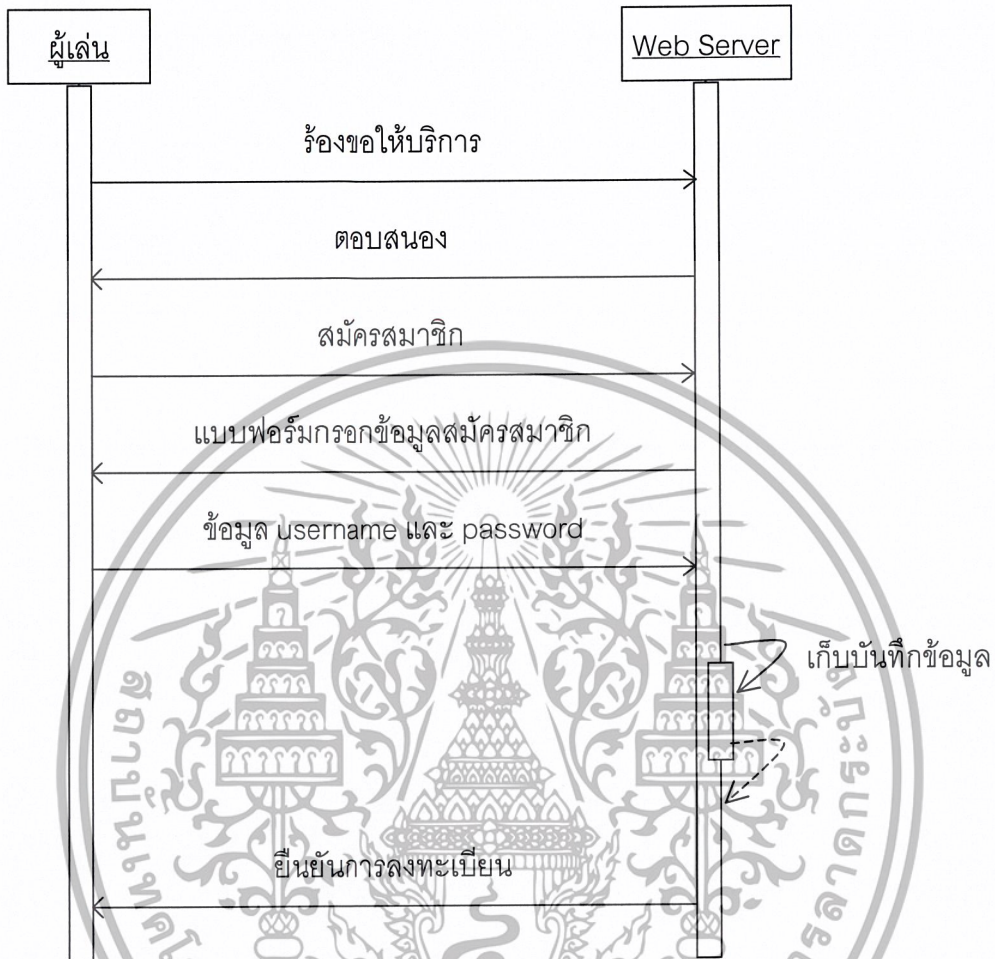 ผู้เล่น
Web Server
ร้องขอให้บริการ
ตอบสนอง
สมัครสมาชิก
แบบฟอร์มกรอกข้อมูลสมัครสมาชิก
ข้อมูล username และ password
เก็บบันทึกข้อมูล
ยืนยันการลงทะเบียน